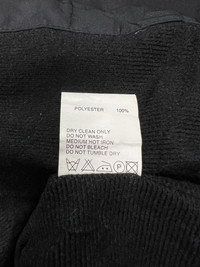 POLYESTER 100%
DRY CLEAN ONLY
DO NOT WASH
MEDIUM HOT IRON
DO NOT BLEACH
DO NOT TUMBLE DRY
P